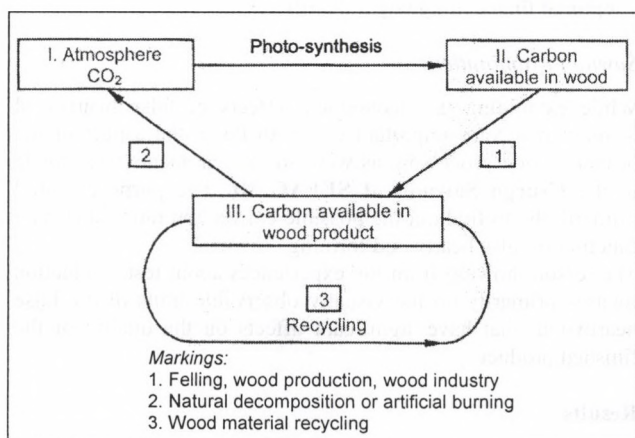 I. Atmosphere
CO₂
Photo-synthesis
II. Carbon
available in wood
2
1
III. Carbon available in
wood product
3
Recycling
Markings:
1. Felling, wood production, wood industry
2. Natural decomposition or artificial burning
3. Wood material recycling
Results